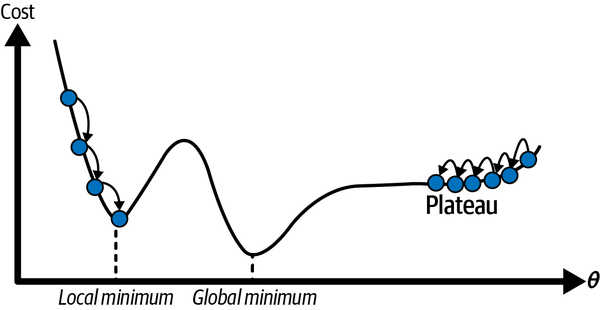 Cost
Plateau
θ
Local minimum
Global minimum